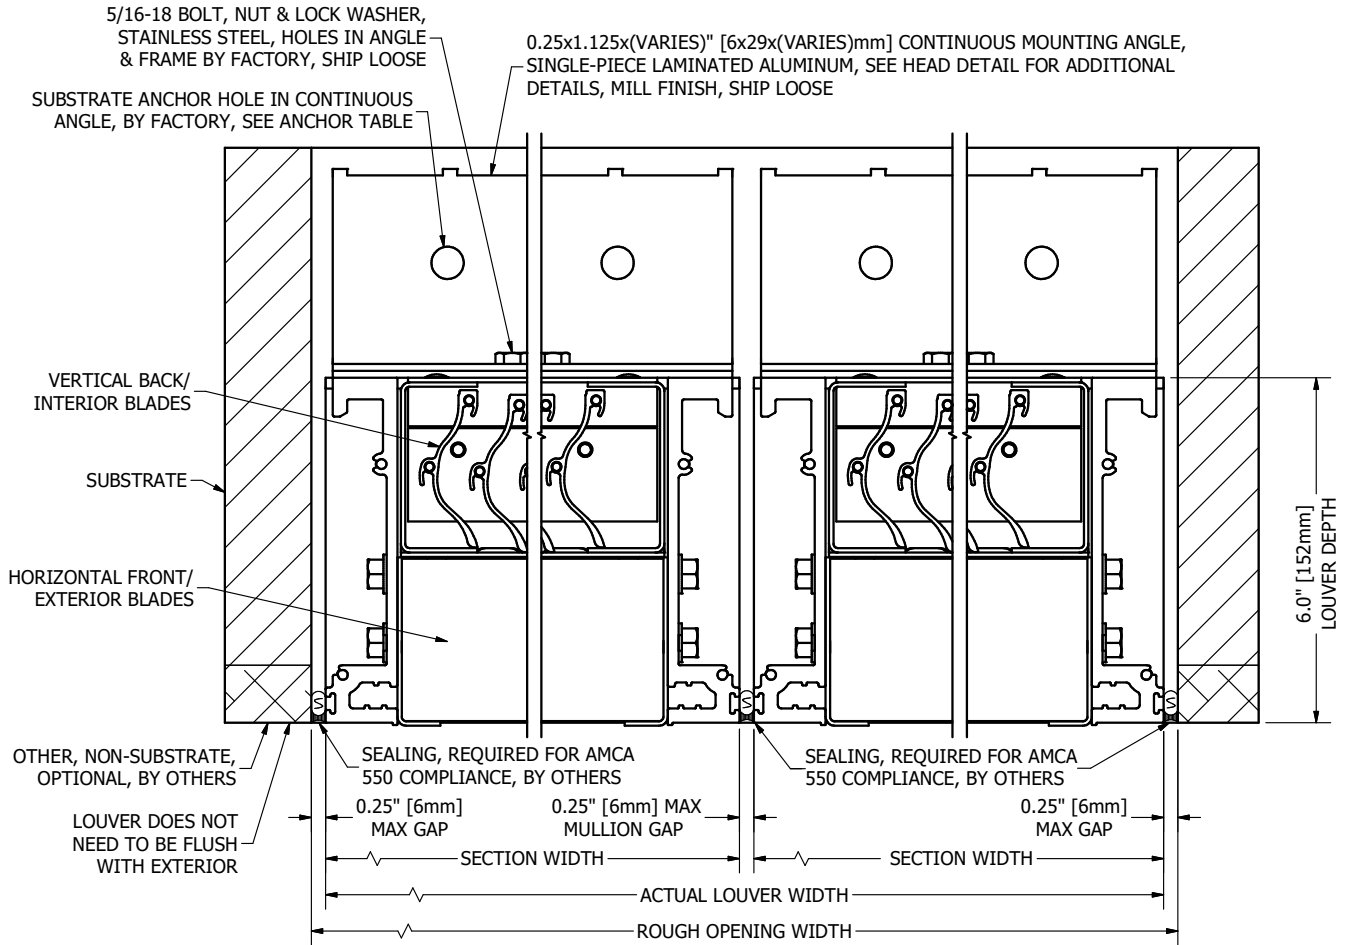 5/16-18 BOLT, NUT & LOCK WASHER,
STAINLESS STEEL, HOLES IN ANGLE
& FRAME BY FACTORY, SHIP LOOSE
0.25x1.125x(VARIES)" [6x29x(VARIES)mm] CONTINUOUS MOUNTING ANGLE,
SINGLE-PIECE LAMINATED ALUMINUM, SEE HEAD DETAIL FOR ADDITIONAL
DETAILS, MILL FINISH, SHIP LOOSE
SUBSTRATE ANCHOR HOLE IN CONTINUOUS
ANGLE, BY FACTORY, SEE ANCHOR TABLE
VERTICAL BACK/
INTERIOR BLADES
SUBSTRATE
HORIZONTAL FRONT/
EXTERIOR BLADES
6.0" [152mm]
LOUVER DEPTH
OTHER, NON-SUBSTRATE,
OPTIONAL, BY OTHERS
LOUVER DOES NOT
NEED TO BE FLUSH
WITH EXTERIOR
SEALING, REQUIRED FOR AMCA
550 COMPLIANCE, BY OTHERS
SEALING, REQUIRED FOR AMCA
550 COMPLIANCE, BY OTHERS
0.25" [6mm]
MAX GAP
0.25" [6mm] MAX
MULLION GAP
0.25" [6mm]
MAX GAP
SECTION WIDTH
SECTION WIDTH
ACTUAL LOUVER WIDTH
ROUGH OPENING WIDTH